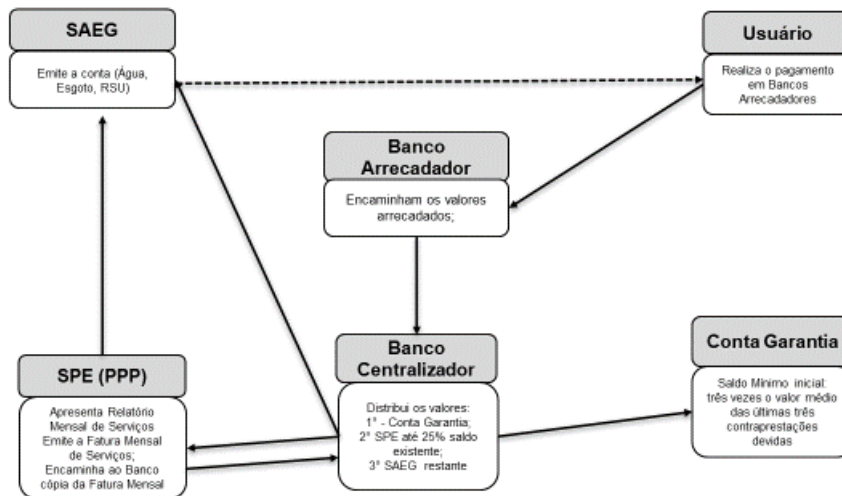 SAEG
Emite a conta (Água,
Esgoto, RSU)
Usuário
Realiza o pagamento
em Bancos
Arrecadadores
Banco
Arrecadador
Encaminham os valores
arrecadados;
SPE (PPP)
Apresenta Relatório
Mensal de Serviços
Emite a Fatura Mensal
de Serviços;
Encaminha ao Banco
cópia da Fatura Mensal
Banco
Centralizador
Distribui os valores:
1° - Conta Garantia;
2° SPE até 25% saldo
existente;
3° SAEG restante
Conta Garantia
Saldo Mínimo inicial:
três vezes o valor médio
das últimas três
contraprestações
devidas